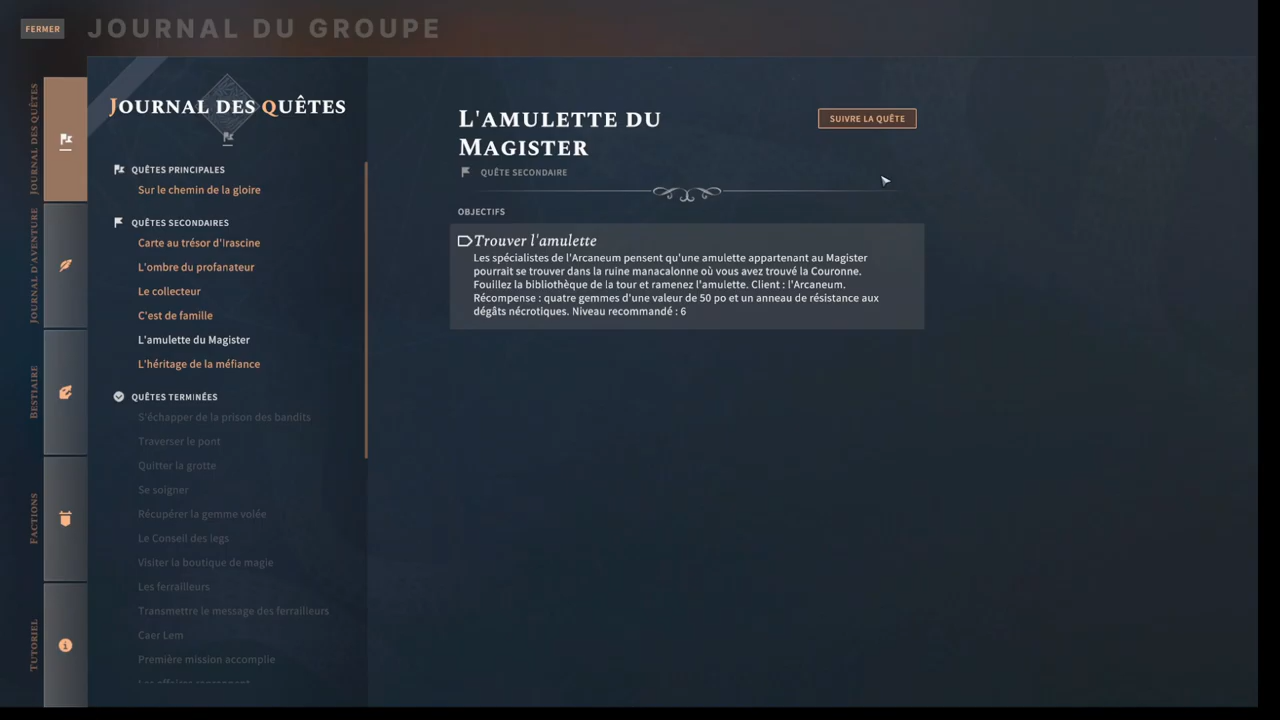 FERMER
JOURNAL DU GROUPE
JOURNAL DES QUÊTES
JOURNAL D'AVENTURE
BESTIAIRE
FACTIONS
TUTORIEL
JOURNAL DES QUÊTES
QUÊTES PRINCIPALES
Sur le chemin de la gloire
QUÊTES SECONDAIRES
Carte au trésor d'Irascine
L'ombre du profanateur
Le collecteur
C'est de famille
L'amulette du Magister
L'héritage de la méfiance
QUÊTES TERMINÉES
S'échapper de la prison des bandits
Traverser le pont
Quitter la grotte
Se soigner
Récupérer la gemme volée
Le Conseil des legs
Visiter la boutique de magie
Les ferrailleurs
Transmettre le message des ferrailleurs
Caer Lem
Première mission accomplie
L'AMULETTE DU
MAGISTER
SUIVRE LA QUÊTE
QUÊTE SECONDAIRE
OBJECTIFS
Trouver l'amulette
Les spécialistes de l'Arcaneum pensent qu'une amulette appartenant au Magister
pourrait se trouver dans la ruine manacalonne où vous avez trouvé la Couronne.
Fouillez la bibliothèque de la tour et ramenez l'amulette. Client : l'Arcaneum.
Récompense : quatre gemmes d'une valeur de 50 po et un anneau de résistance aux
dégâts nécrotiques. Niveau recommandé : 6